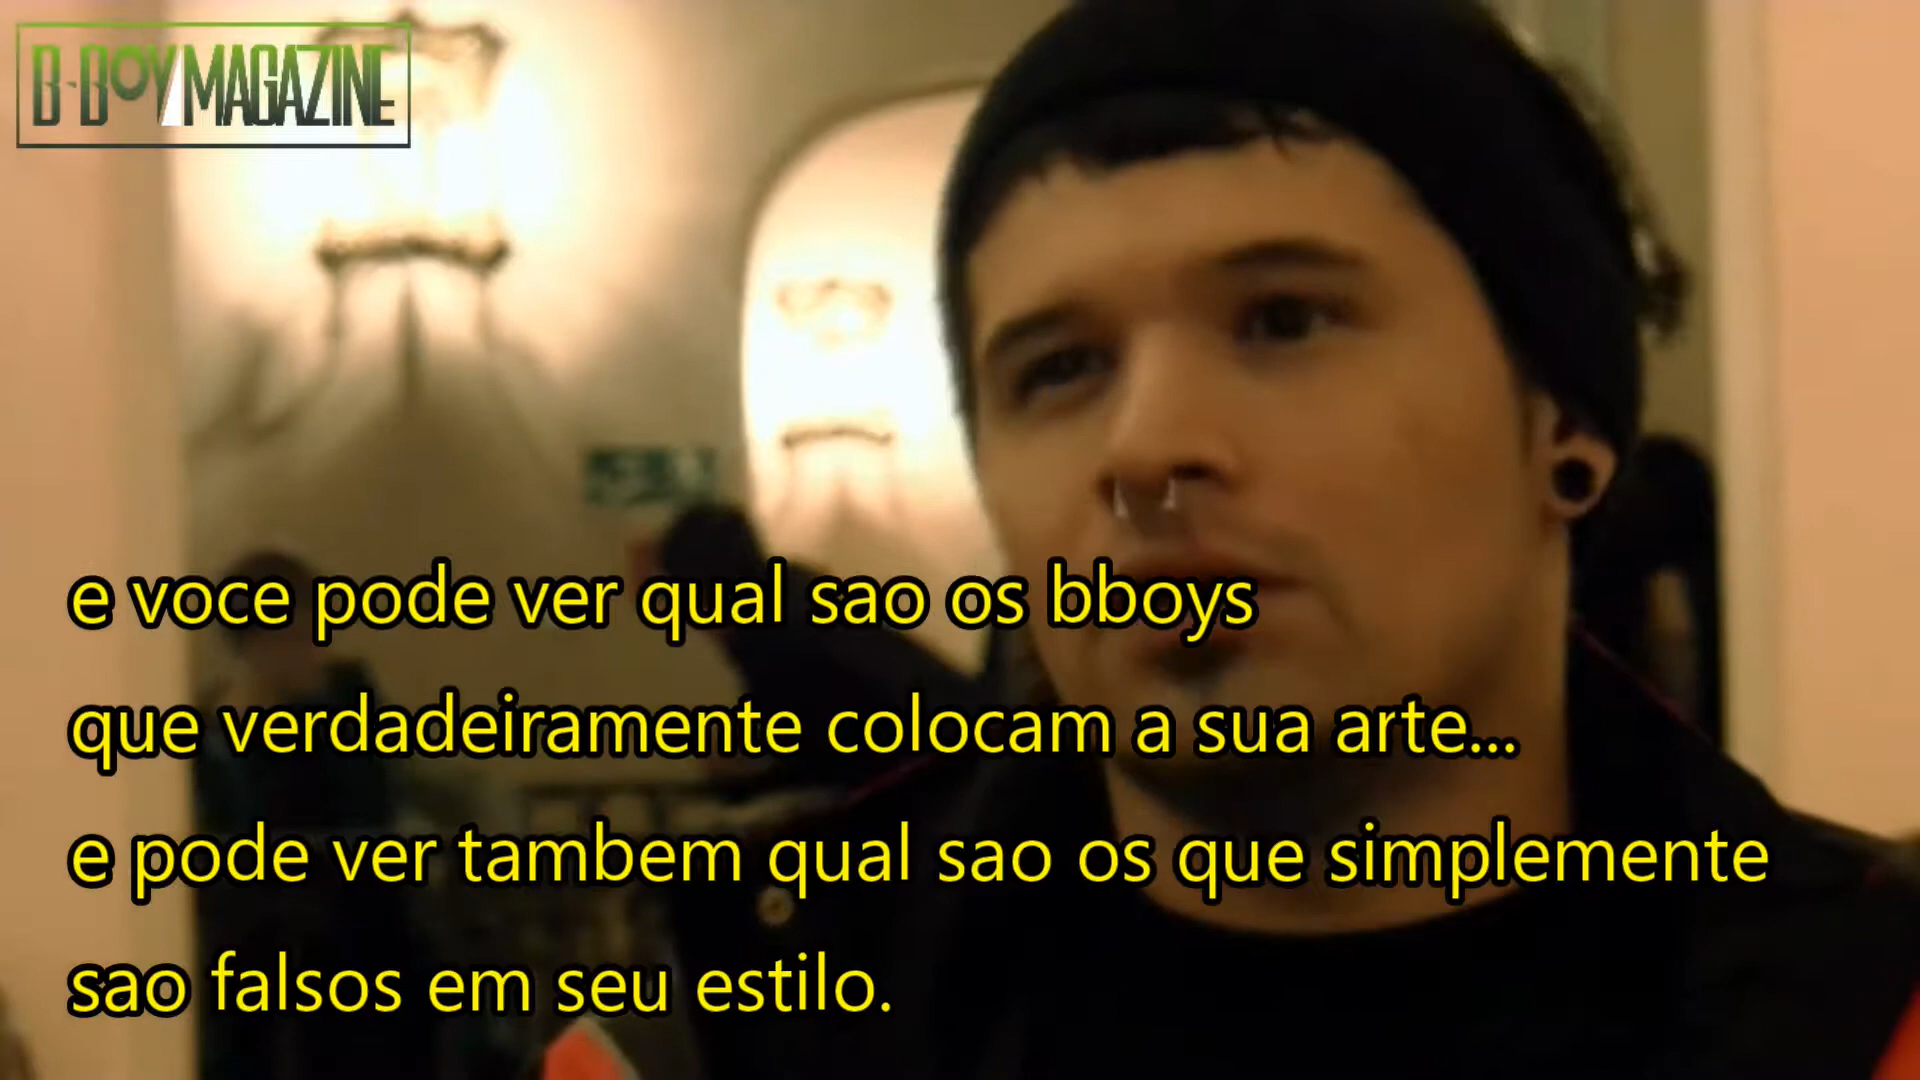 B-BOY MAGAZINE
e voce pode ver qual sao os bboys
que verdadeiramente colocam a sua arte...
e pode ver tambem qual sao os que simplemente
sao falsos em seu estilo.